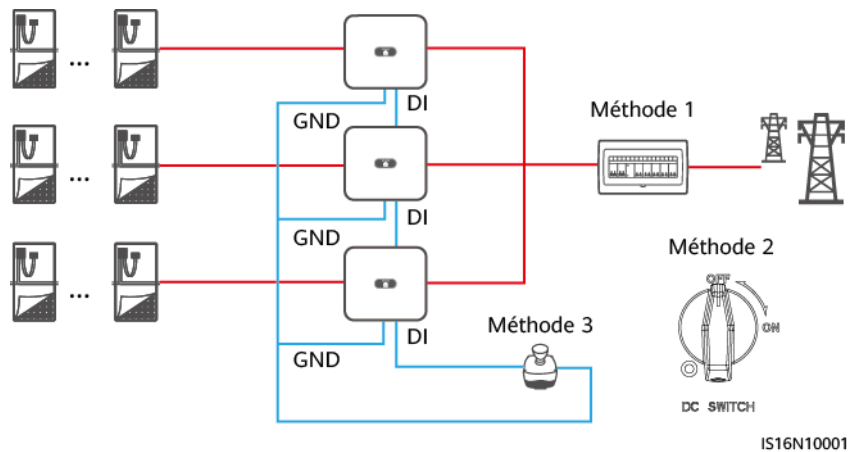 ...
DI
GND
Méthode 1
...
DI
GND
Méthode 2
OFF
ON
...
Méthode 3
DI
GND
DC SWITCH
IS16N10001